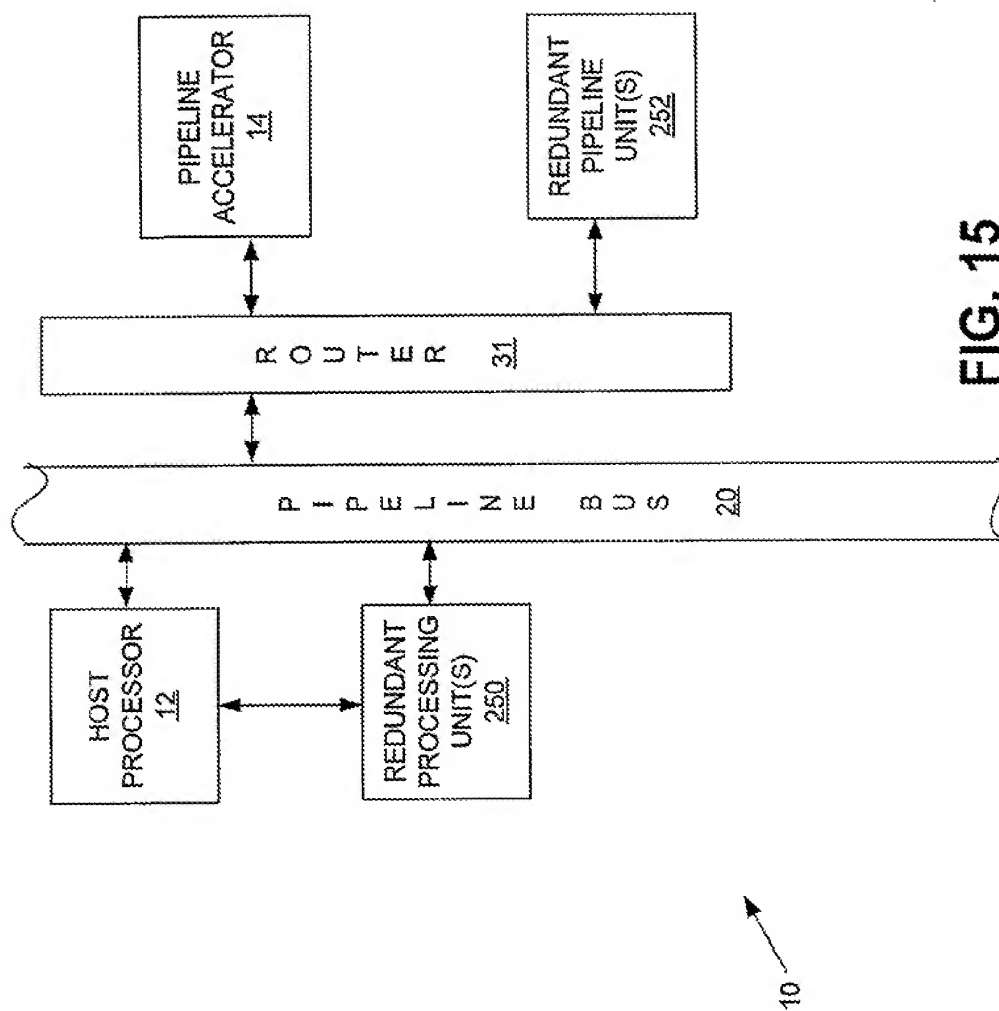 HOST
PROCESSOR
12
REDUNDANT
PROCESSING
UNIT(S)
250
PIPELINE BUS
20
ROUTER
31
PIPELINE
ACCELERATOR
14
REDUNDANT
PIPELINE
UNIT(S)
252
10
FIG. 15